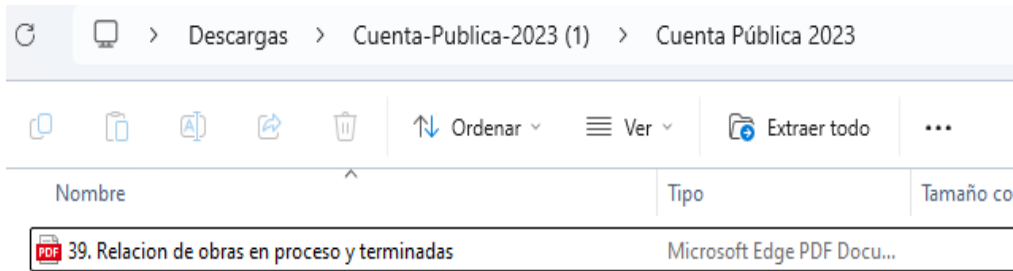 Descargas > Cuenta-Publica-2023 (1) > Cuenta Pública 2023
Ordenar Ver Extraer todo ...
Nombre Tipo Tamaño co
PDF 39. Relacion de obras en proceso y terminadas Microsoft Edge PDF Docu...